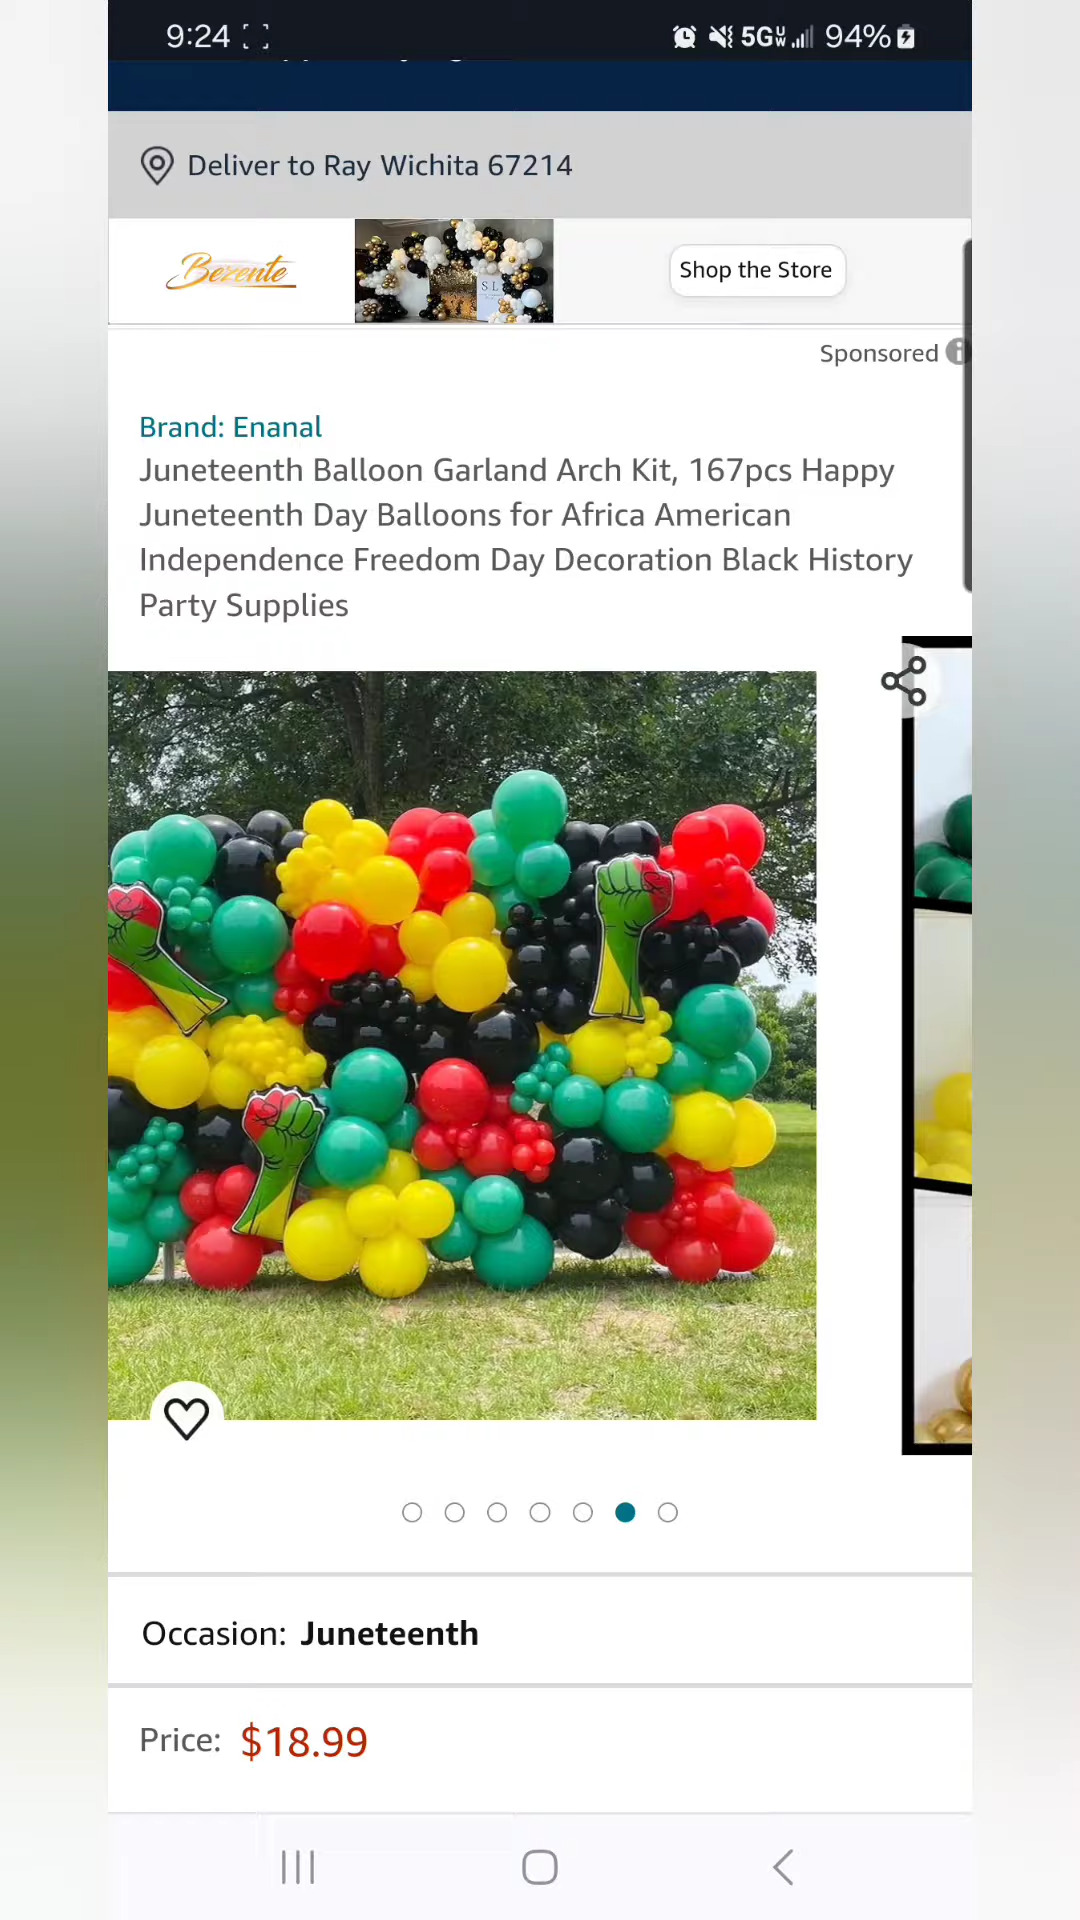 9:24
5G 94%
Deliver to Ray Wichita 67214
Bezente
S.L
Shop the Store
Sponsored
Brand: Enanal
Juneteenth Balloon Garland Arch Kit, 167pcs Happy
Juneteenth Day Balloons for Africa American
Independence Freedom Day Decoration Black History
Party Supplies
Occasion: Juneteenth
Price: $18.99